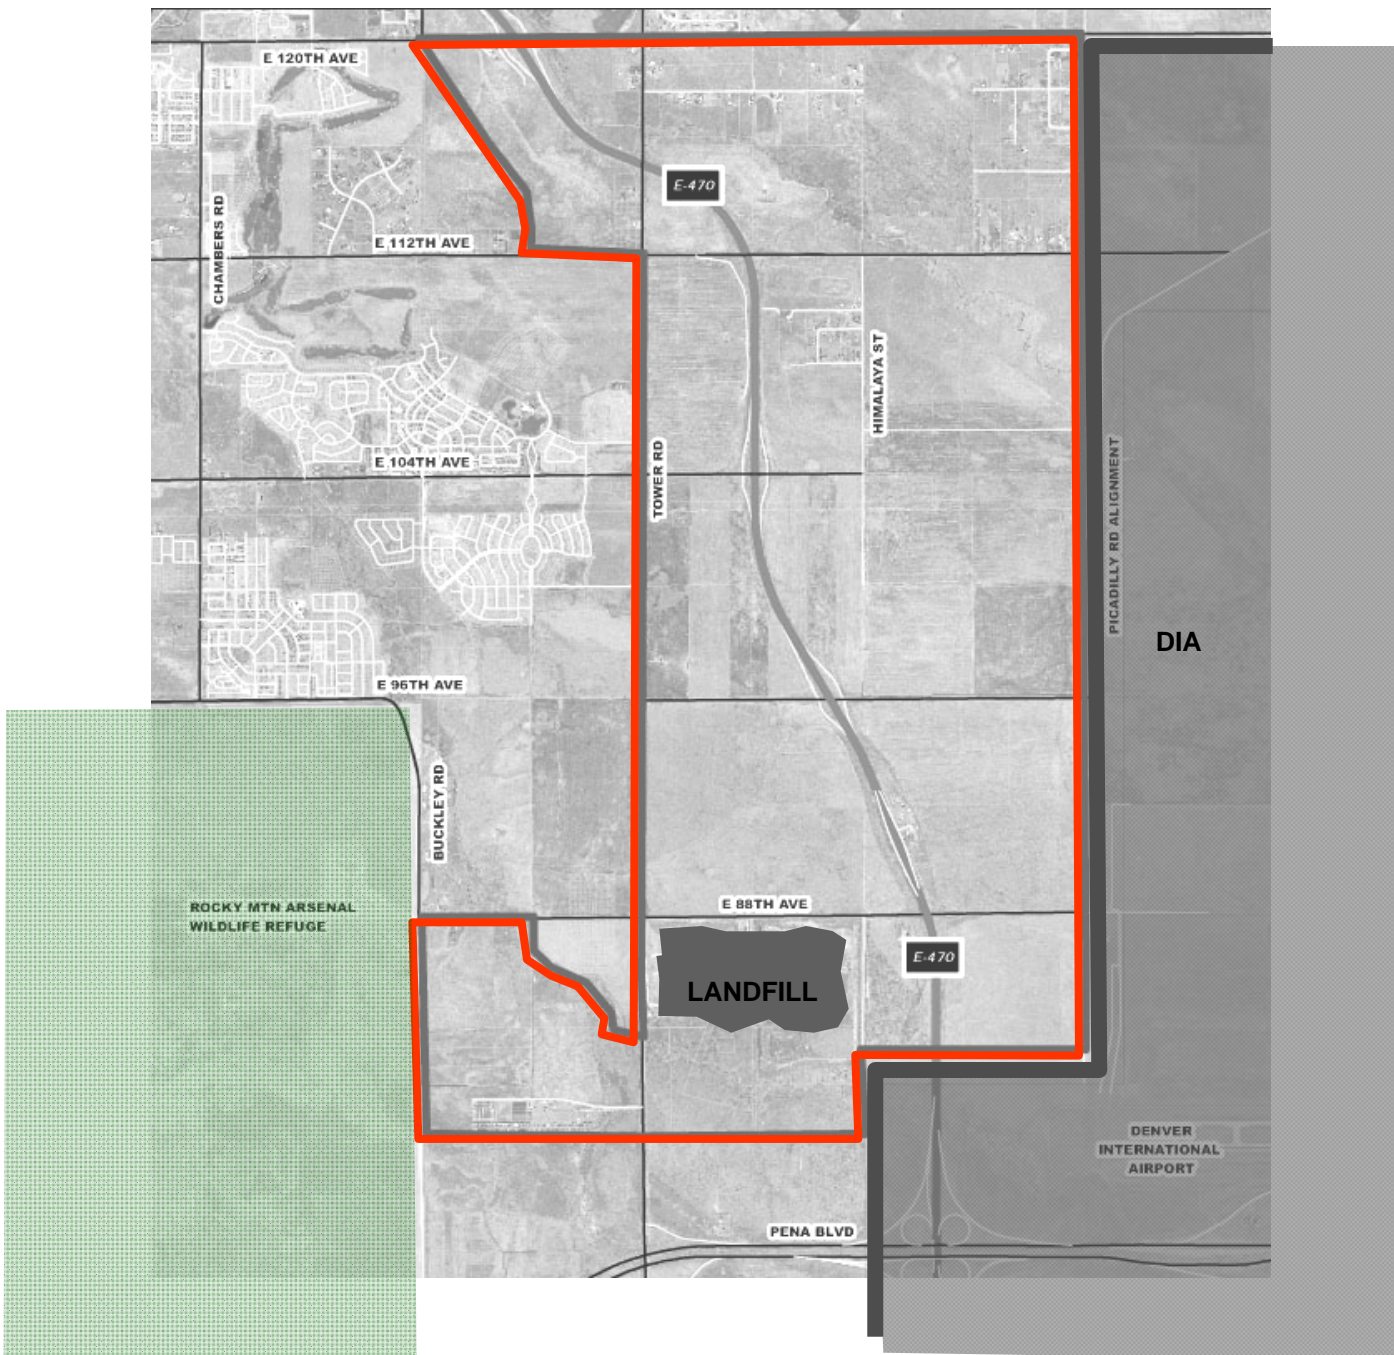 E 120TH AVE
E-470
CHAMBERS RD
E 112TH AVE
HIMALAYA ST
E 104TH AVE
TOWER RD
PICADILLY RD ALIGNMENT
DIA
E 96TH AVE
BUCKLEY RD
ROCKY MTN ARSENAL
WILDLIFE REFUGE
E 88TH AVE
E-470
LANDFILL
DENVER
INTERNATIONAL
AIRPORT
PENA BLVD